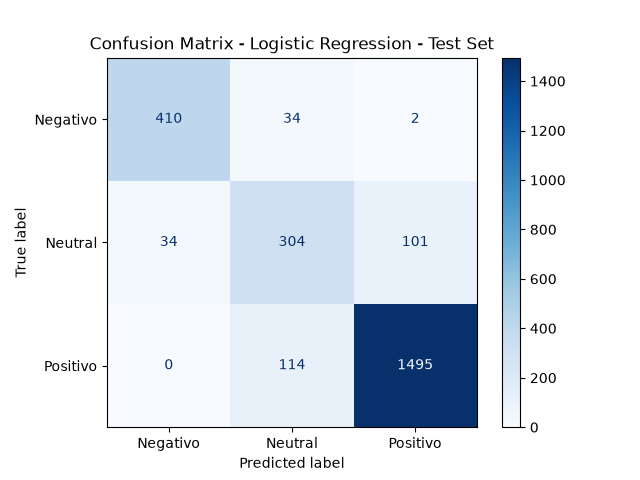 Confusion Matrix - Logistic Regression - Test Set
True label
Negativo 410 34 2
Neutral 34 304 101
Positivo 0 114 1495
Negativo Neutral Positivo
Predicted label
1400
1200
1000
800
600
400
200
0